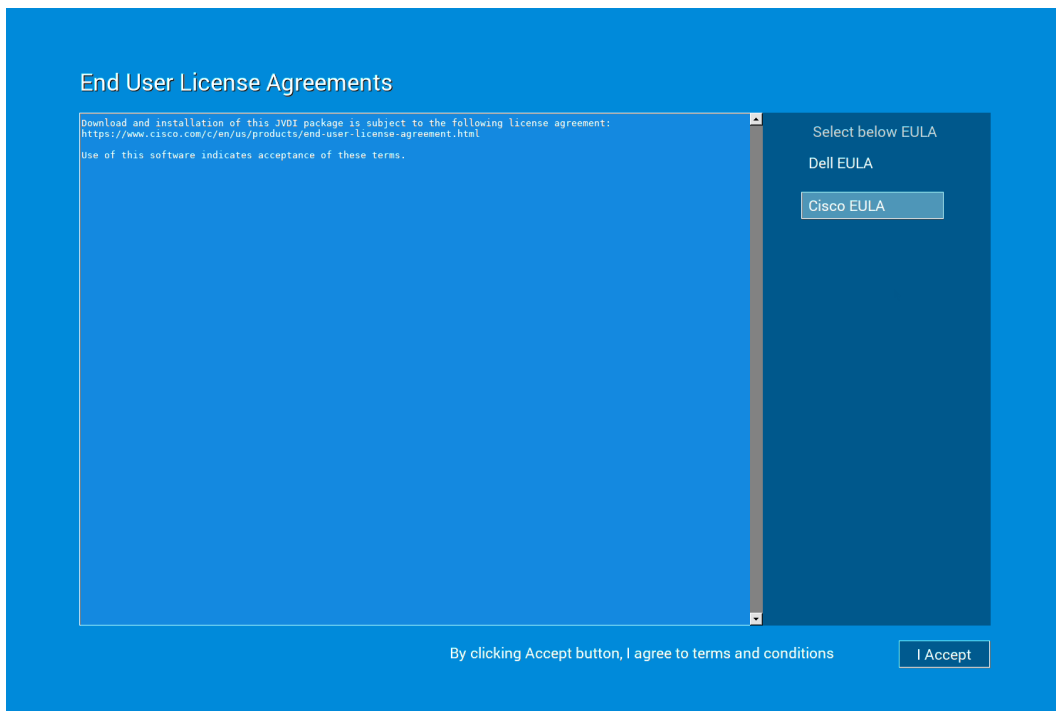 End User License Agreements
Download and installation of this JVDI package is subject to the following license agreement:
https://www.cisco.com/c/en/us/products/end-user-license-agreement.html
Use of this software indicates acceptance of these terms.
Select below EULA
Dell EULA
Cisco EULA
By clicking Accept button, I agree to terms and conditions
I Accept